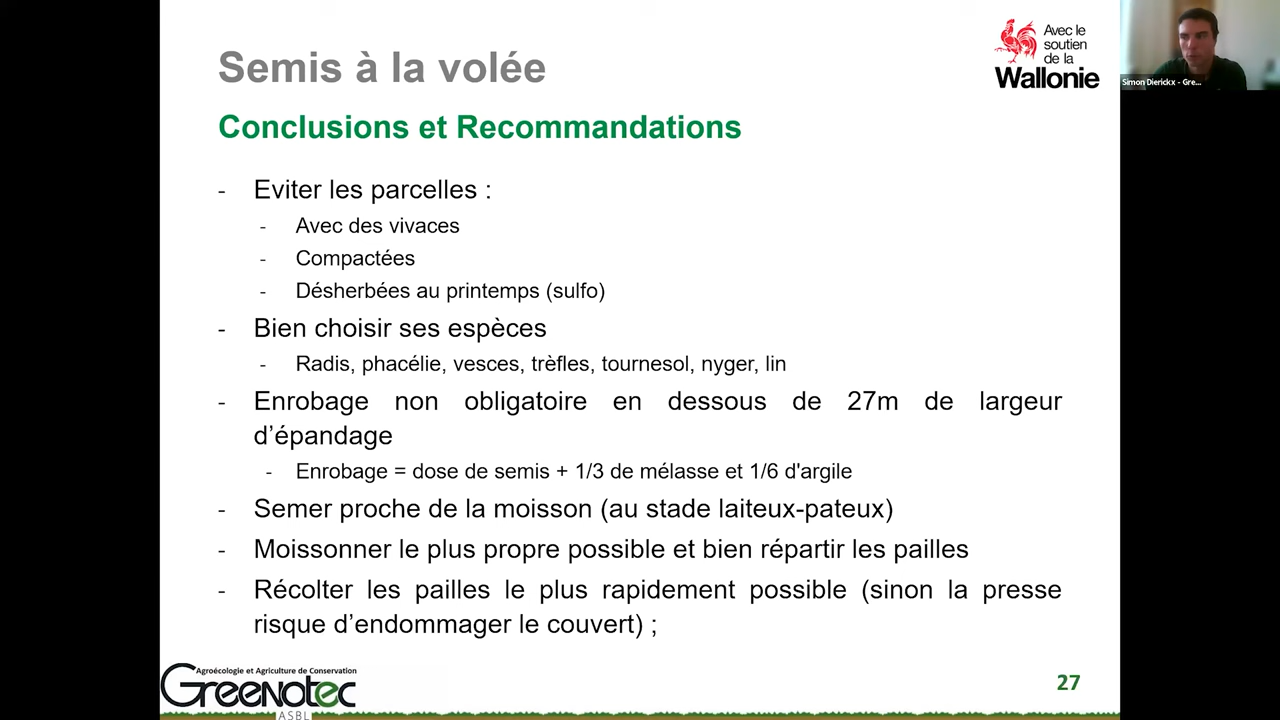 Semis à la volée
Avec le
soutien
de la
Wallonie
Simon Dierickx - Gre...
Conclusions et Recommandations
- Eviter les parcelles :
- Avec des vivaces
- Compactées
- Désherbées au printemps (sulfo)
- Bien choisir ses espèces
- Radis, phacélie, vesces, trèfles, tournesol, nyger, lin
- Enrobage non obligatoire en dessous de 27m de largeur
d’épandage
- Enrobage = dose de semis + 1/3 de mélasse et 1/6 d'argile
- Semer proche de la moisson (au stade laiteux-pateux)
- Moissonner le plus propre possible et bien répartir les pailles
- Récolter les pailles le plus rapidement possible (sinon la presse
risque d’endommager le couvert) ;
Agroécologie et Agriculture de Conservation
Greenotec
ASBL
27